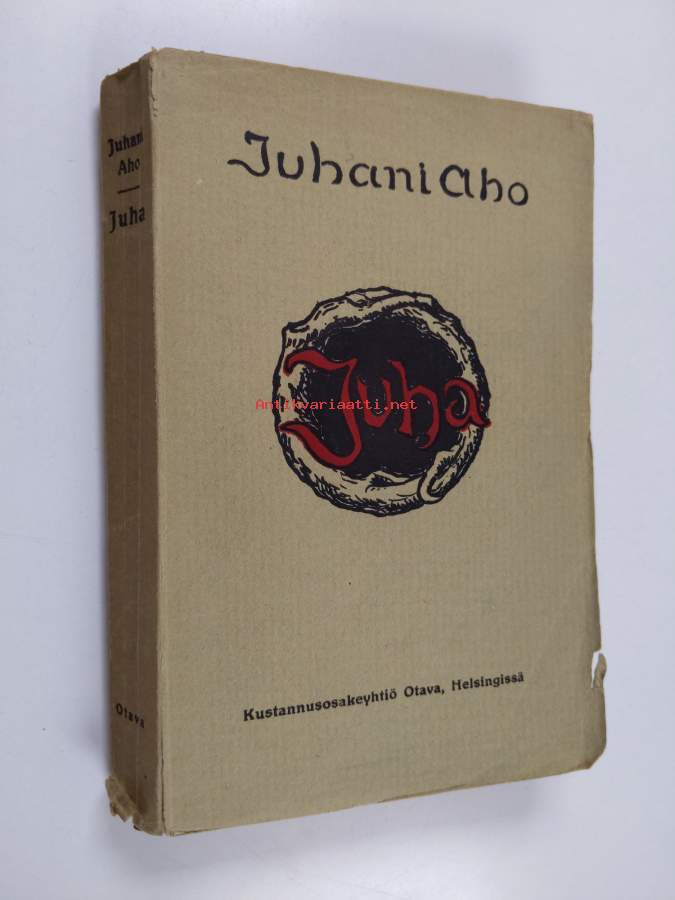 Juhani
Aho
Juha
Otava
Juhani Aho
Juha
Antikvariaatti.net
Kustannusosakeyhtiö Otava, Helsingissä